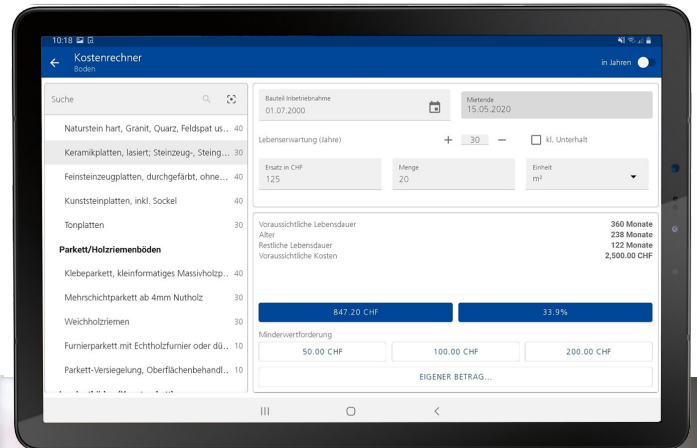 10:18
Kostenrechner
Boden
in Jahren
Suche
Naturstein hart, Granit, Quarz, Feldspat us.. 40
Keramikplatten, lasiert; Steinzeug-, Steing... 30
Feinsteinzeugplatten, durchgefärbt, ohne... 40
Kunststeinplatten, inkl. Sockel 40
Tonplatten 30
Parkett/Holzriemenböden
Klebeparkett, kleinformatiges Massivholzp.. 40
Mehrschichtparkett ab 4mm Nutholz 30
Weichholzriemen 30
Furnierparkett mit Echtholzfurnier oder dü.. 10
Parkett-Versiegelung, Oberflächenbehandl.. 10
Bauteil Inbetriebnahme
01.07.2000
Mietende
15.05.2020
Lebenserwartung (Jahre) + 30 −
kl. Unterhalt
Ersatz in CHF
125
Menge
20
Einheit
m²
Voraussichtliche Lebensdauer 360 Monate
Alter 238 Monate
Restliche Lebensdauer 122 Monate
Voraussichtliche Kosten 2,500.00 CHF
847.20 CHF
33.9%
Minderwertforderung
50.00 CHF
100.00 CHF
200.00 CHF
EIGENER BETRAG...